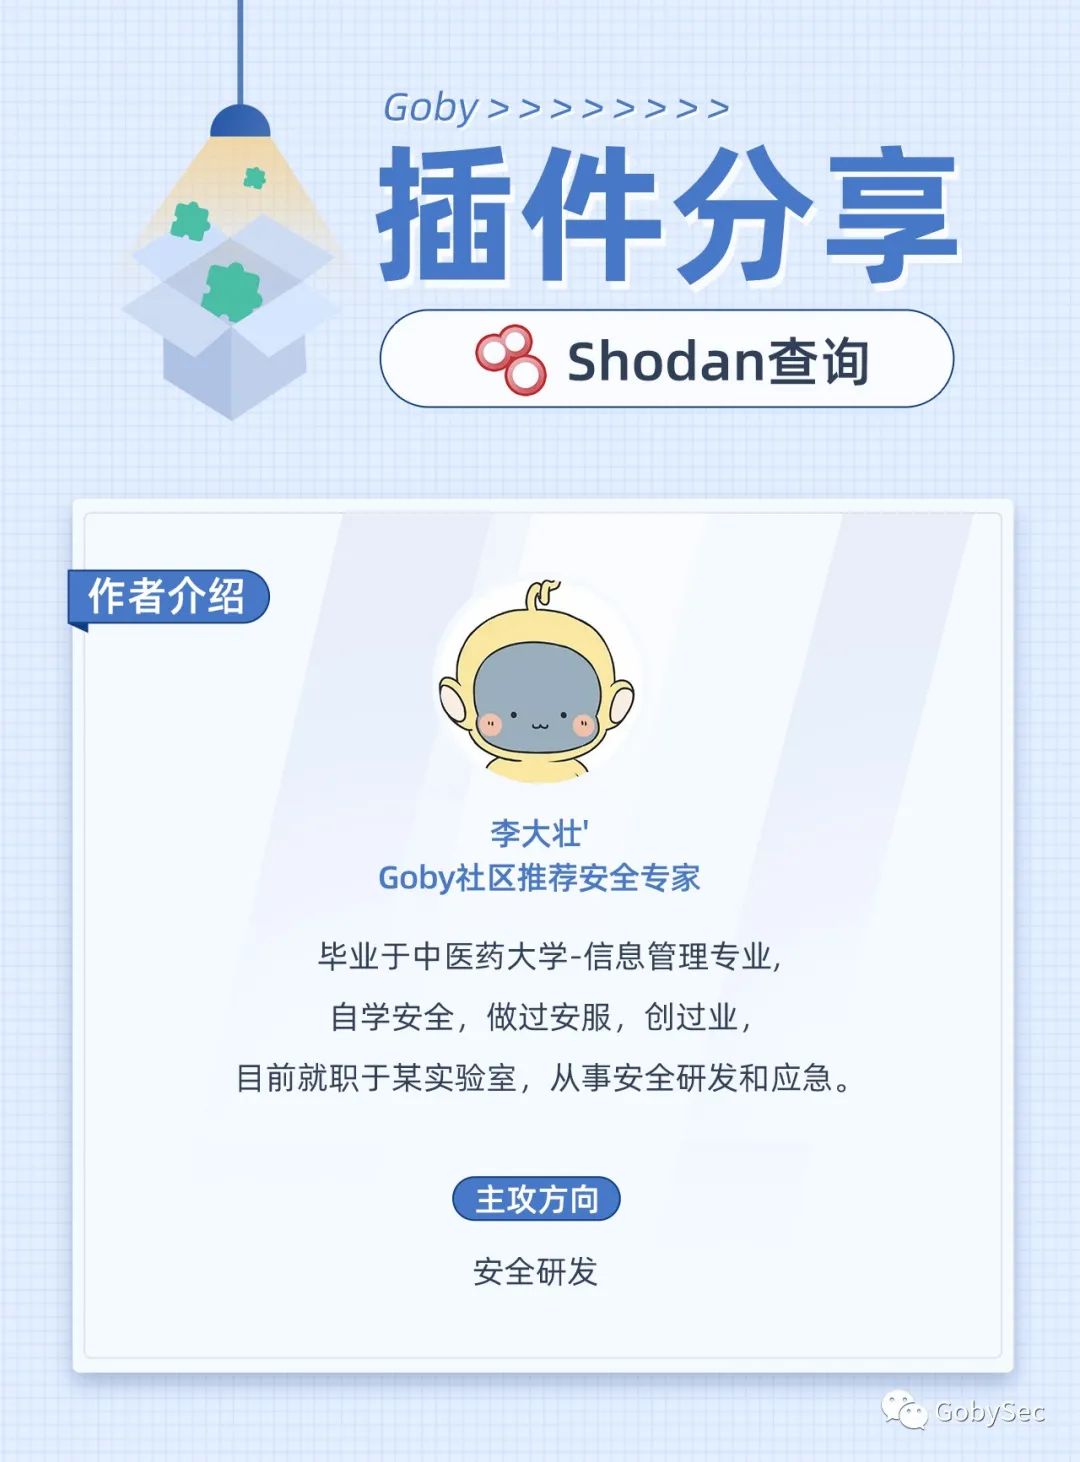 Goby>>>>>>>>
插件分享
Shodan查询
作者介绍
李大壮'
Goby社区推荐安全专家
毕业于中医药大学-信息管理专业,
自学安全，做过安服，创过业，
目前就职于某实验室，从事安全研发和应急。
主攻方向
安全研发
GobySec